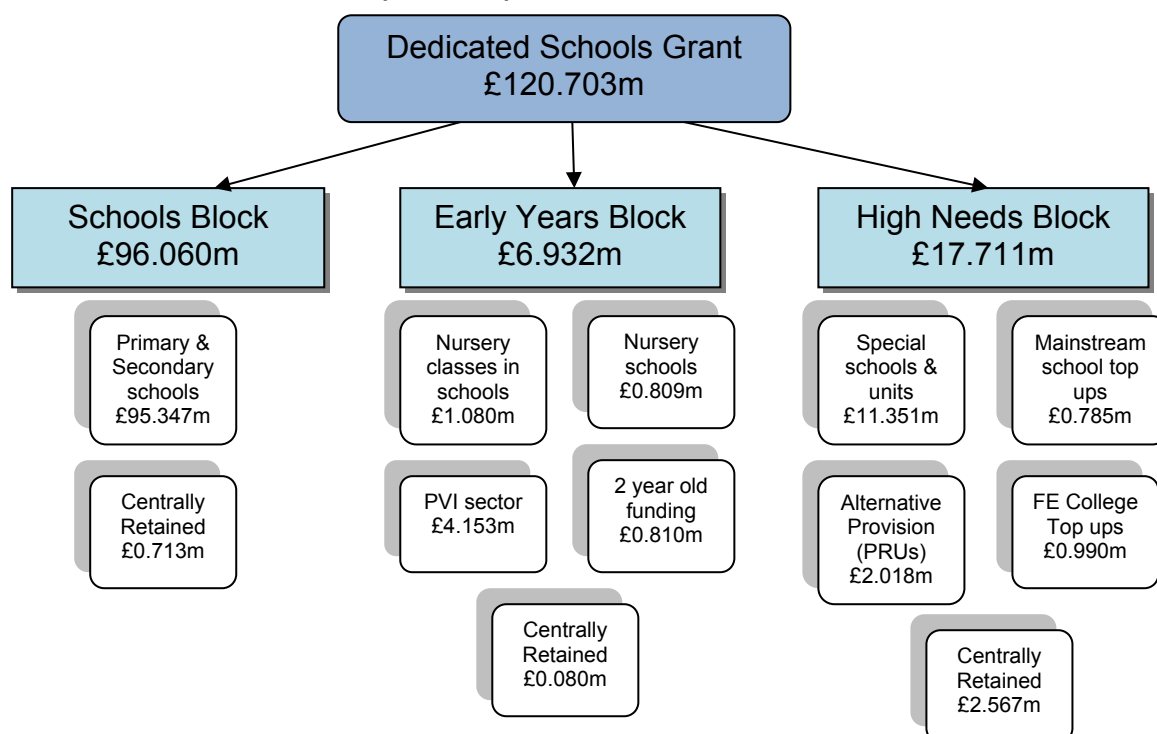 Dedicated Schools Grant
£120.703m
Schools Block
£96.060m
Early Years Block
£6.932m
High Needs Block
£17.711m
Primary &
Secondary
schools
£95.347m
Centrally
Retained
£0.713m
Nursery
classes in
schools
£1.080m
Nursery
schools
£0.809m
PVI sector
£4.153m
2 year old
funding
£0.810m
Centrally
Retained
£0.080m
Special
schools &
units
£11.351m
Mainstream
school top
ups
£0.785m
Alternative
Provision
(PRUs)
£2.018m
FE College
Top ups
£0.990m
Centrally
Retained
£2.567m